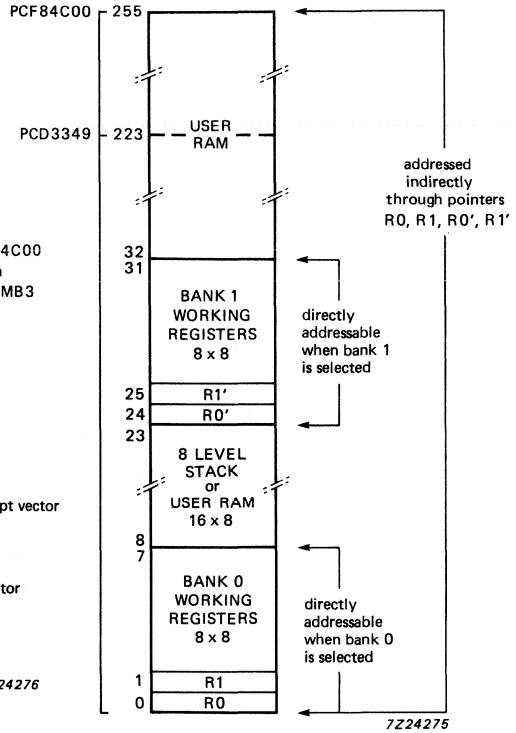 PCF84C00 255
PCD3349 223
USER
RAM
addressed
indirectly
through pointers
R0, R1, R0', R1'
4C00
MB3
32
31
BANK 1
WORKING
REGISTERS
8 x 8
directly
addressable
when bank 1
is selected
25 R1'
24 R0'
23
8 LEVEL
STACK
or
USER RAM
16 x 8
pt vector
8
7
tor
BANK 0
WORKING
REGISTERS
8 x 8
directly
addressable
when bank 0
is selected
1 R1
0 R0
24276
7Z24275